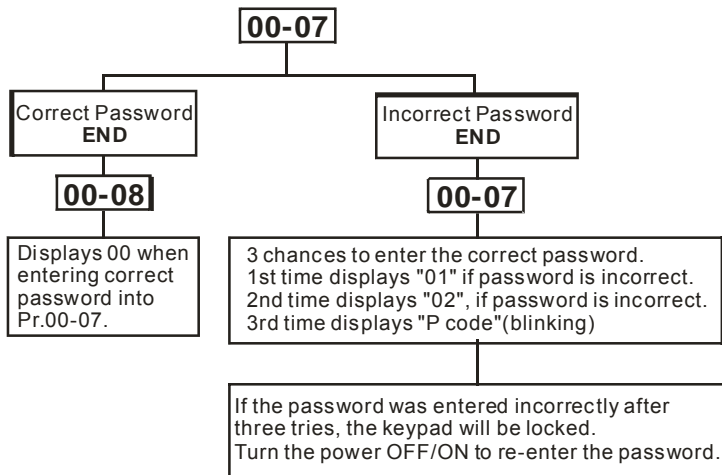 00-07
Correct Password
END
00-08
Displays 00 when
entering correct
password into
Pr.00-07.
Incorrect Password
END
00-07
3 chances to enter the correct password.
1st time displays "01" if password is incorrect.
2nd time displays "02", if password is incorrect.
3rd time displays "P code"(blinking)
If the password was entered incorrectly after
three tries, the keypad will be locked.
Turn the power OFF/ON to re-enter the password.